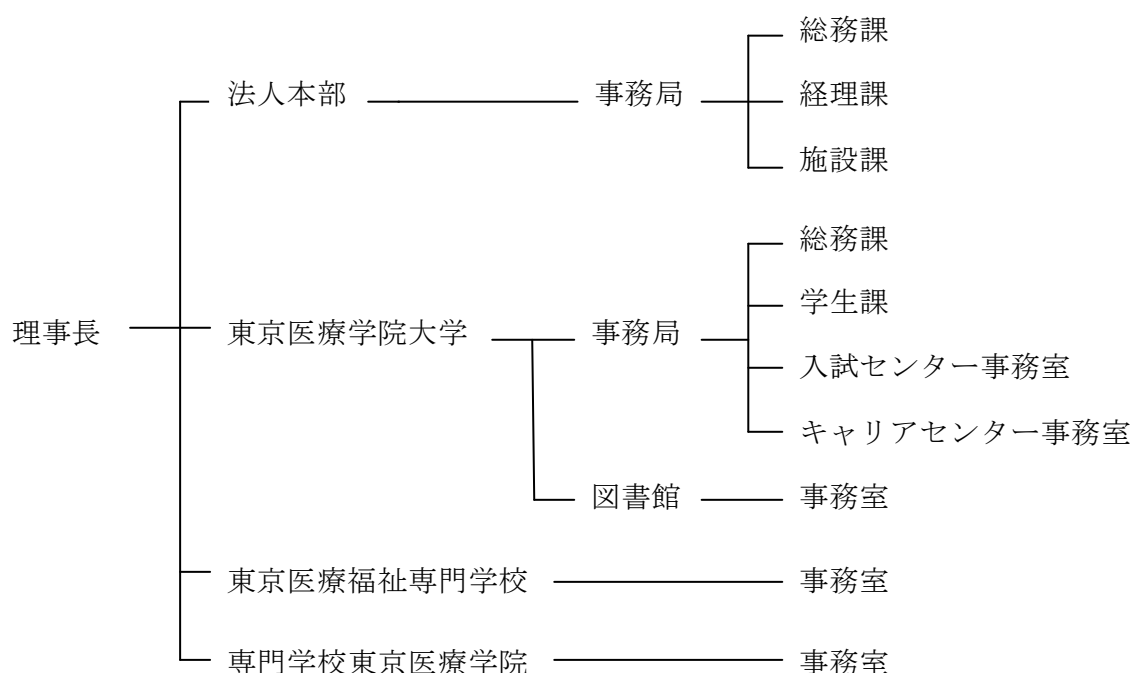 総務課
法人本部 事務局 経理課
施設課
総務課
学生課
理事長 東京医療学院大学 事務局
入試センター事務室
キャリアセンター事務室
図書館 事務室
東京医療福祉専門学校 事務室
専門学校東京医療学院 事務室